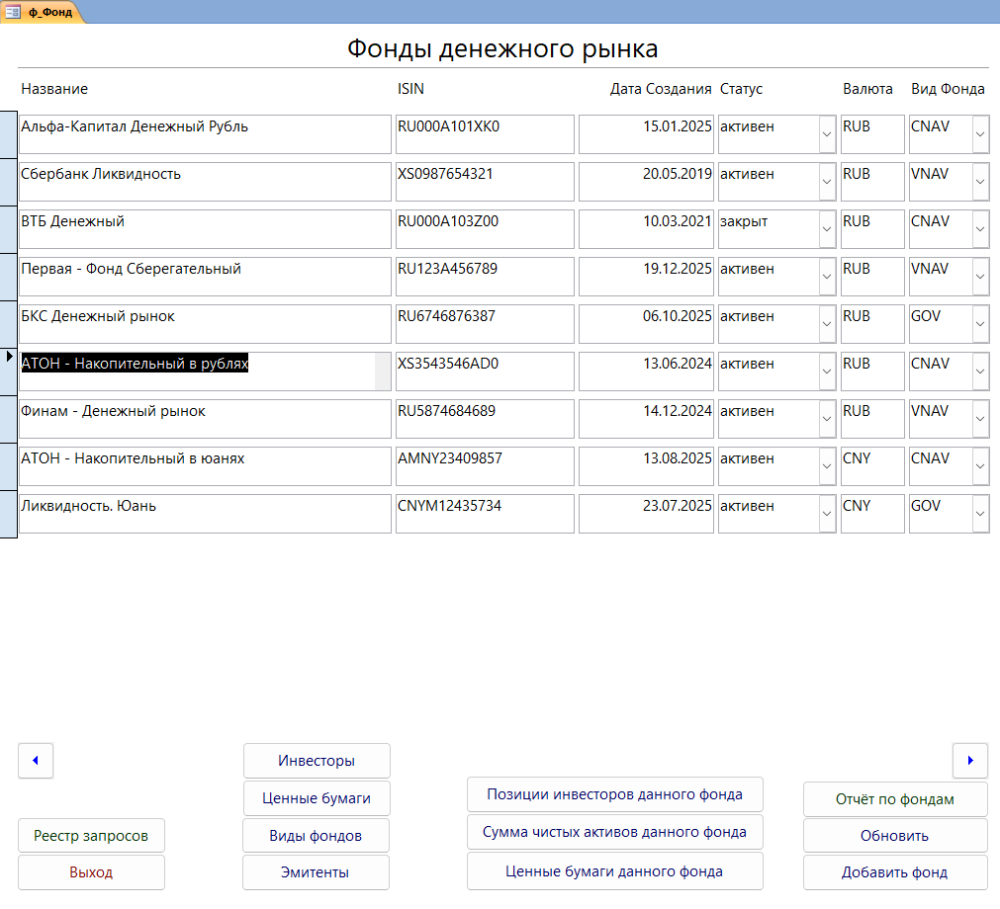 ф_Фонд
Фонды денежного рынка
Название ISIN Дата Создания Статус Валюта Вид Фонда
Альфа-Капитал Денежный Рубль RU000A101XK0 15.01.2025 активен RUB CNAV
Сбербанк Ликвидность XS0987654321 20.05.2019 активен RUB VNAV
ВТБ Денежный RU000A103Z00 10.03.2021 закрыт RUB CNAV
Первая - Фонд Сберегательный RU123A456789 19.12.2025 активен RUB VNAV
БКС Денежный рынок RU6746876387 06.10.2025 активен RUB GOV
АТОН - Накопительный в рублях XS3543546AD0 13.06.2024 активен RUB CNAV
Финам - Денежный рынок RU5874684689 14.12.2024 активен RUB VNAV
АТОН - Накопительный в юанях AMNY23409857 13.08.2025 активен CNY CNAV
Ликвидность. Юань CNYM12435734 23.07.2025 активен CNY GOV
Инвесторы
Ценные бумаги
Позиции инвесторов данного фонда
Отчёт по фондам
Реестр запросов
Виды фондов
Сумма чистых активов данного фонда
Обновить
Выход
Эмитенты
Ценные бумаги данного фонда
Добавить фонд